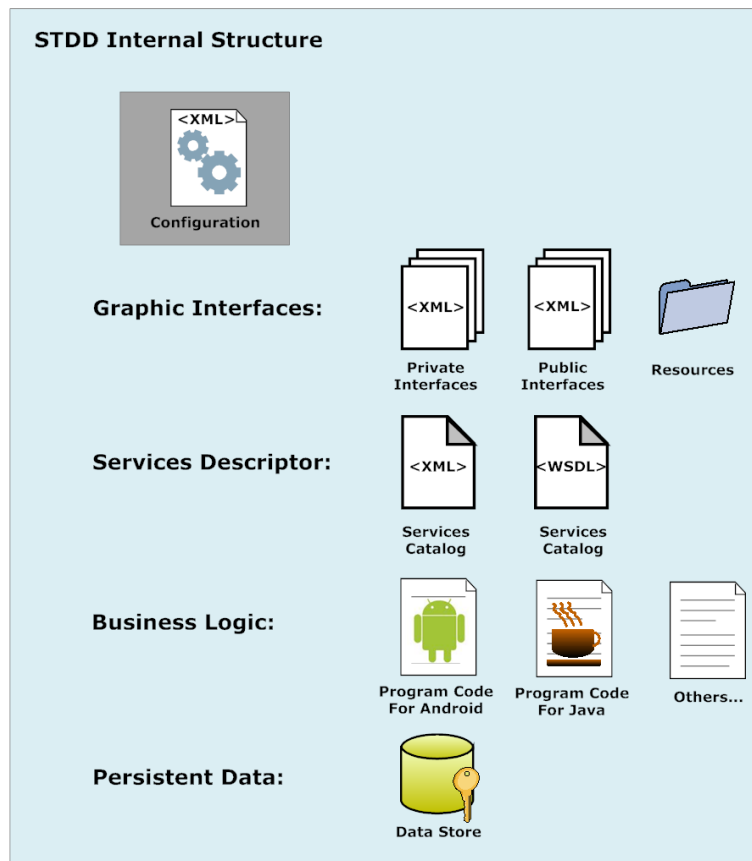 STDD Internal Structure
<XML>
Configuration
Graphic Interfaces:
<XML>
<XML>
Private
Interfaces
Public
Interfaces
Resources
Services Descriptor:
<XML>
<WSDL>
Services
Catalog
Services
Catalog
Business Logic:
Program Code
For Android
Program Code
For Java
Others...
Persistent Data:
Data Store